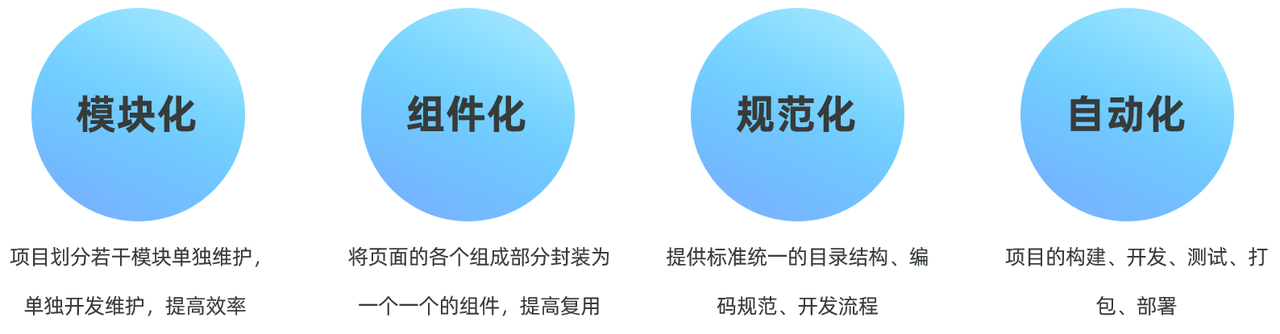 模块化
组件化
规范化
自动化
项目划分若干模块单独维护，
单独开发维护，提高效率
将页面的各个组成部分封装为
一个一个的组件，提高复用
提供标准统一的目录结构、编
码规范、开发流程
项目的构建、开发、测试、打
包、部署